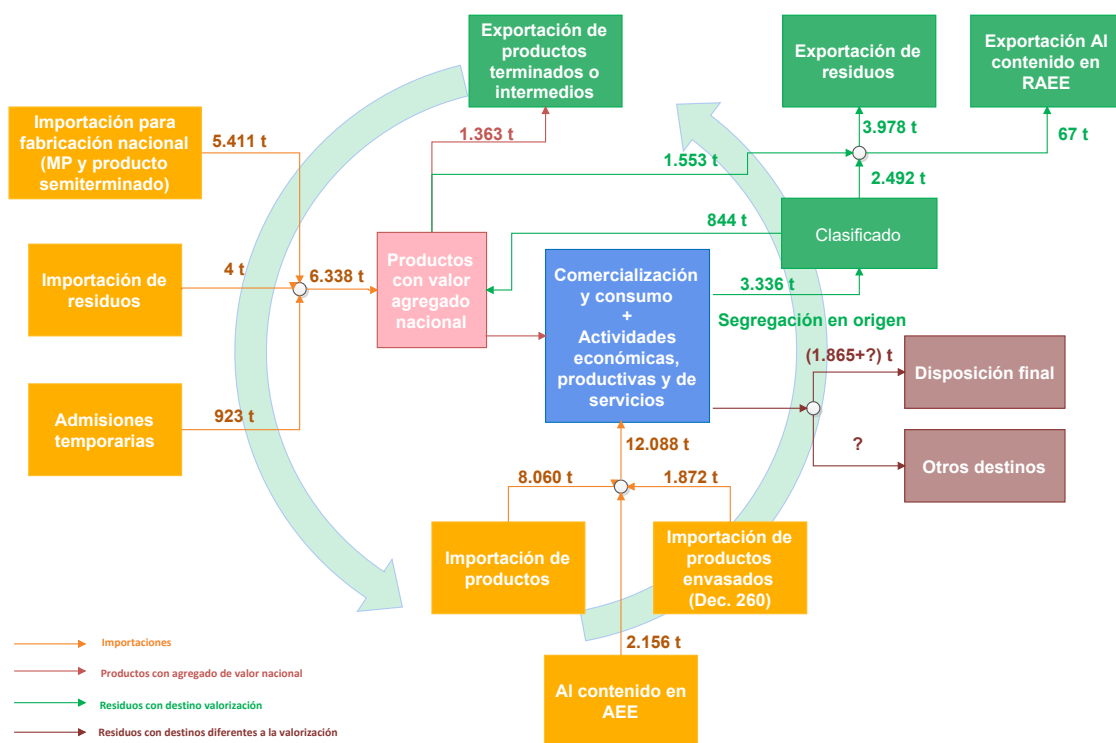 Exportación de
productos
terminados o
intermedios
Exportación de
residuos
Exportación Al
contenido en
RAEE
Importación para
fabricación nacional
(MP y producto
semiterminado)
5.411 t
1.363 t
3.978 t
67 t
1.553 t
2.492 t
844 t
Clasificado
Importación de
residuos
4 t
6.338 t
Productos
con valor
agregado
nacional
Comercialización
y consumo
+
Actividades
económicas,
productivas y de
servicios
3.336 t
Segregación en origen
(1.865+?) t
Disposición final
Admisiones
temporarias
923 t
?
Otros destinos
12.088 t
8.060 t
1.872 t
Importación de
productos
Importación de
productos
envasados
(Dec. 260)
2.156 t
Al contenido en
AEE
Importaciones
Productos con agregado de valor nacional
Residuos con destino valorización
Residuos con destinos diferentes a la valorización